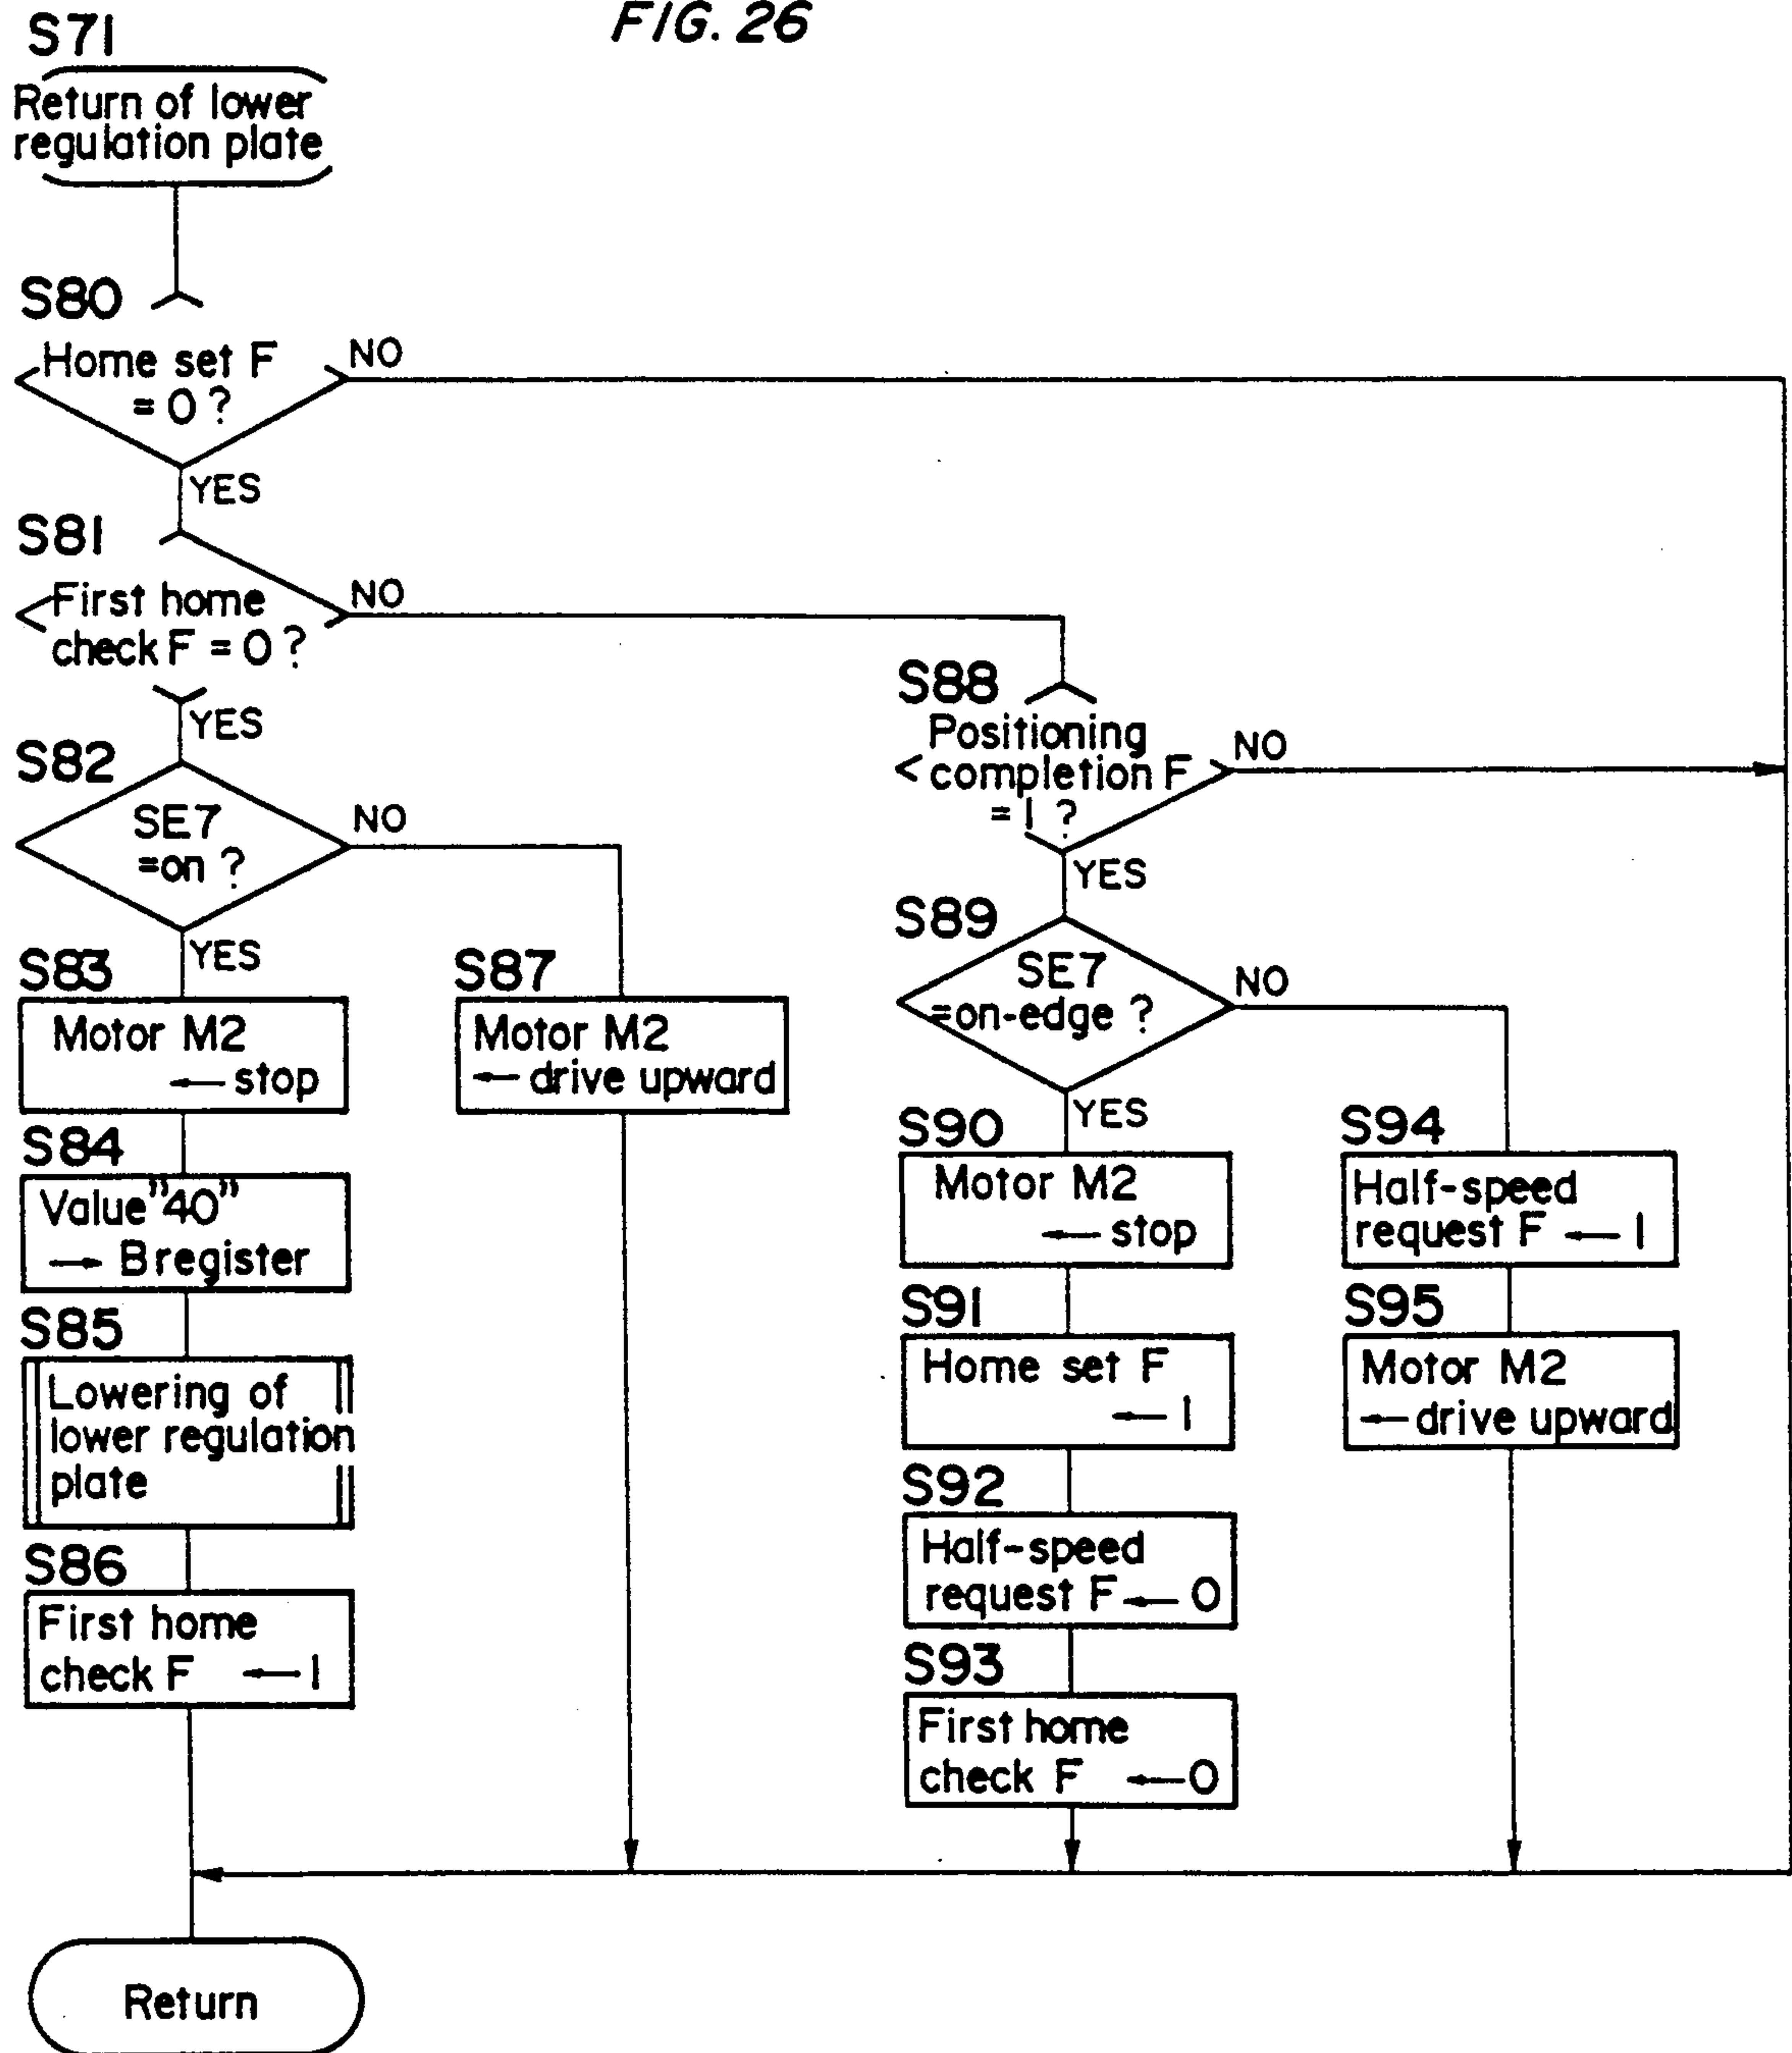 FIG. 26
S71
Return of lower
regulation plate
S80
Home set F
= 0 ?
NO
YES
S81
First home
check F = 0 ?
NO
YES
S82
SE7
=on ?
NO
YES
S83
Motor M2
← stop
S84
Value "40"
→ B register
S85
Lowering of
lower regulation
plate
S86
First home
check F ← 1
S87
Motor M2
← drive upward
S88
Positioning
completion F
= 1 ?
NO
YES
S89
SE7
=on-edge ?
NO
YES
S90
Motor M2
← stop
S91
Home set F
← 1
S92
Half-speed
request F ← 0
S93
First home
check F ← 0
S94
Half-speed
request F ← 1
S95
Motor M2
← drive upward
Return